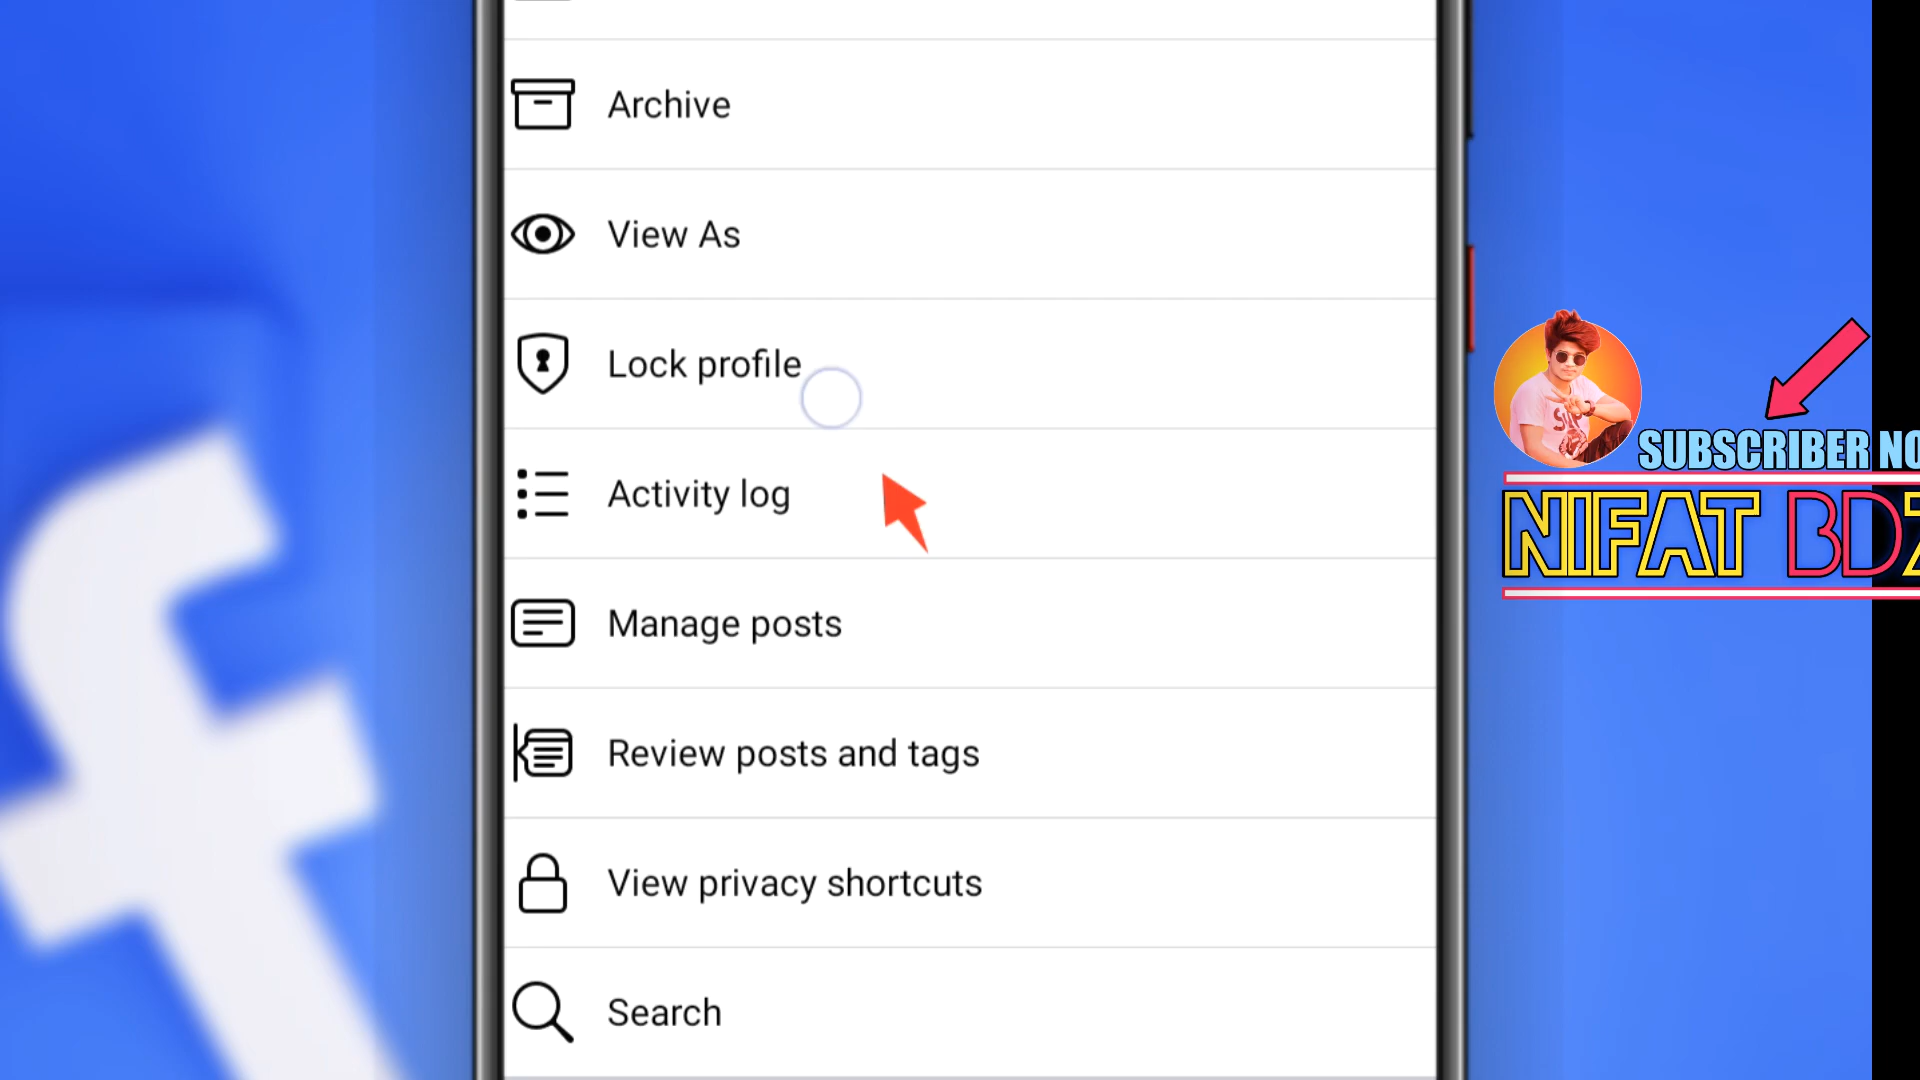 Archive
View As
Lock profile
Activity log
Manage posts
Review posts and tags
View privacy shortcuts
Search
SUBSCRIBER NO
NIFAT BDZ